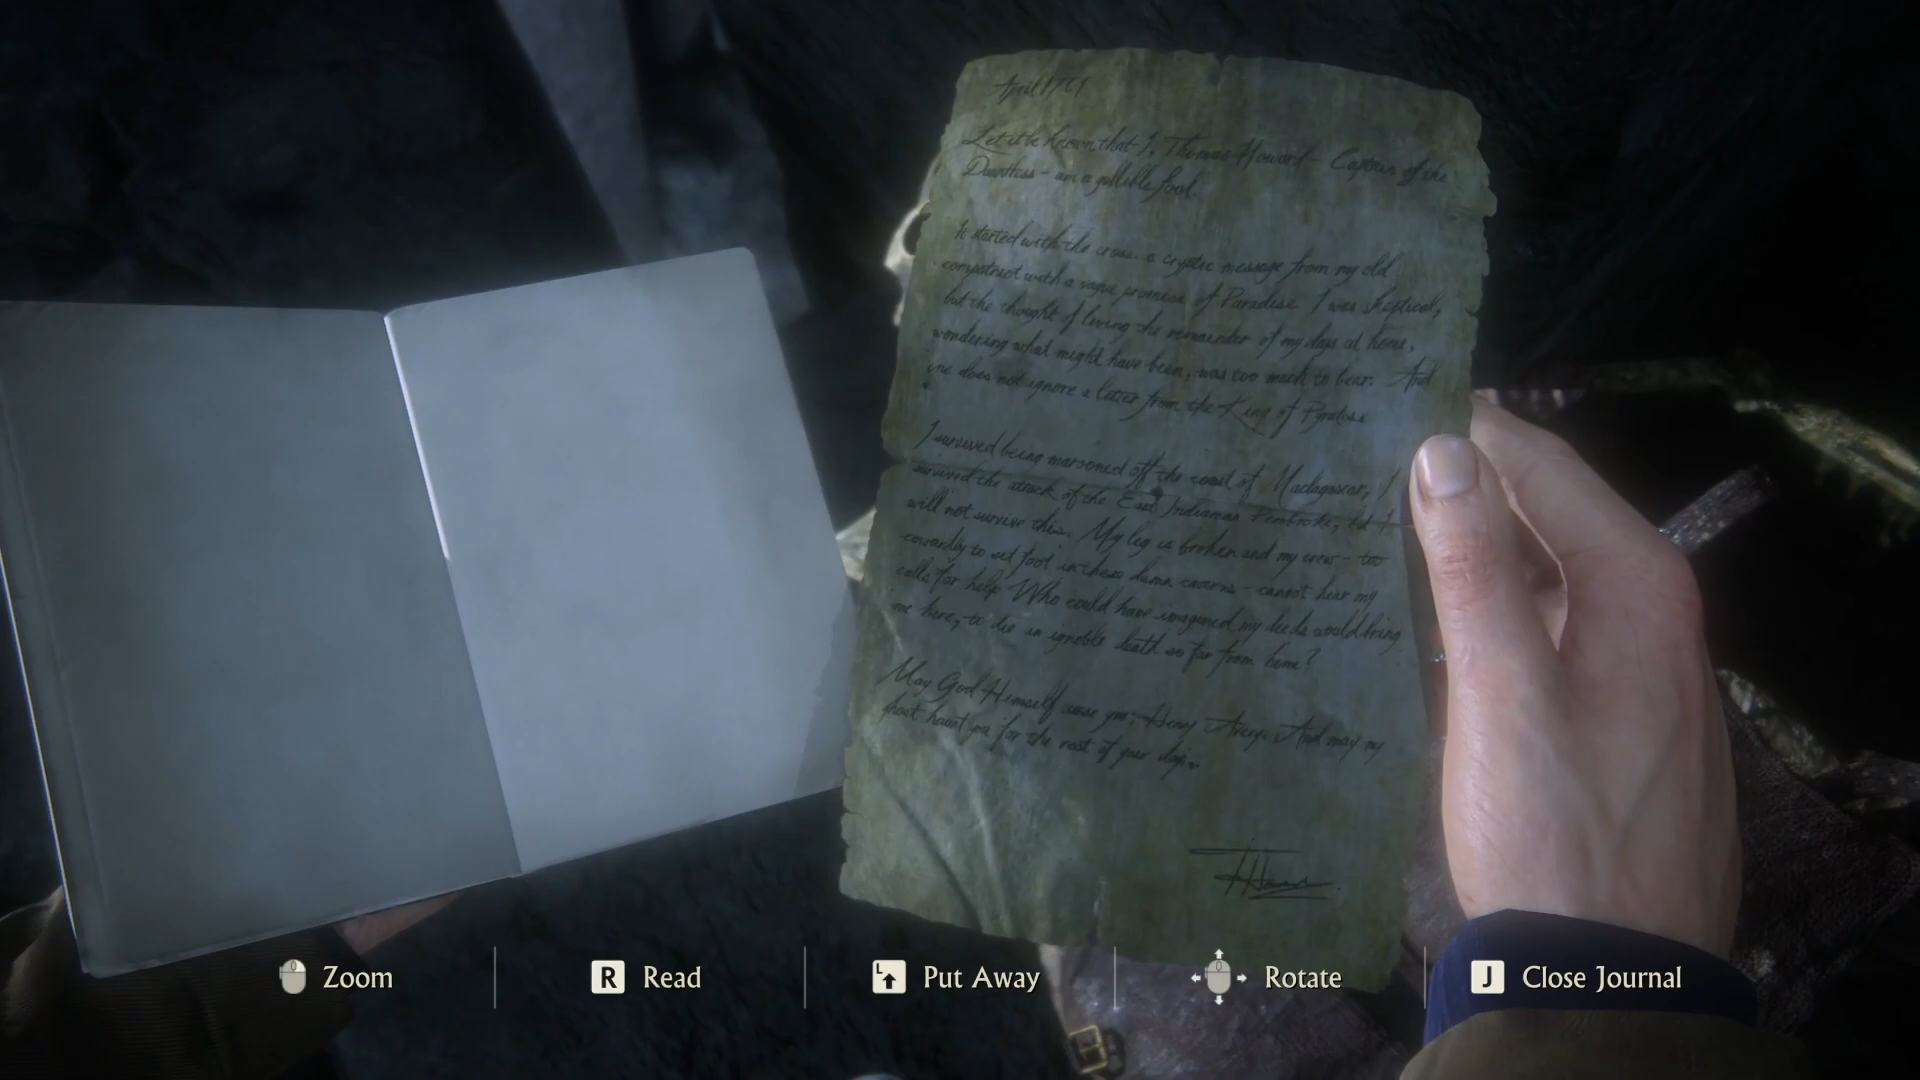 April 1701
Let it be known that I, Thomas Howard - Captain of the
Dauntless - am a gullible fool.
It started with the cross. a cryptic message from my old
compatriot with a vague promise of Paradise. I was skeptical,
but the thought of living the remainder of my days at home,
wondering what might have been, was too much to bear. And
one does not ignore a letter from the King of Pyrates.
I survived being marooned off the coast of Madagascar, I
survived the attack of the East Indiaman Pembroke, but I
will not survive this. My leg is broken and my crew - too
cowardly to set foot in these damn caverns - cannot hear my
calls for help. Who could have imagined my deeds would bring
me here, to die an ignoble death so far from home?
May God Himself curse you, Henry Avery. And may my
ghost haunt you for the rest of your days.
THoward
Zoom
R Read
L Put Away
Rotate
J Close Journal